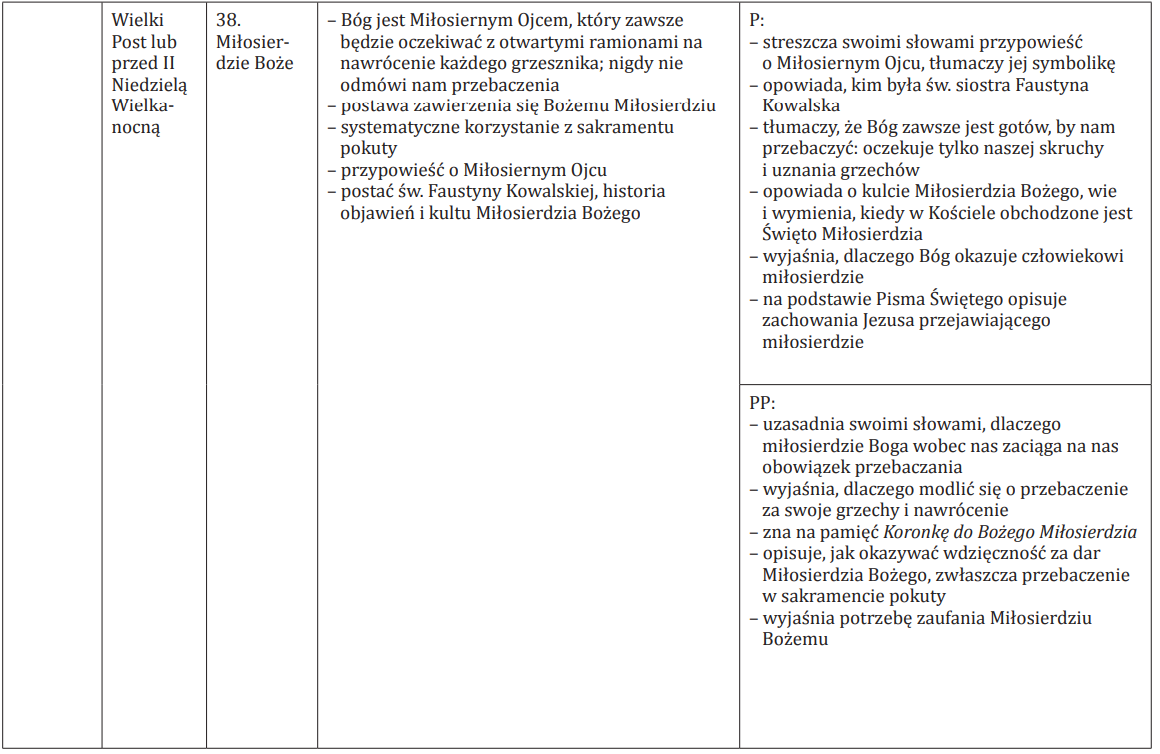 Wielki
Post lub
przed II
Niedzielą
Wielka-
nocną
38.
Miłosier-
dzie Boże
– Bóg jest Miłosiernym Ojcem, który zawsze
będzie oczekiwać z otwartymi ramionami na
nawrócenie każdego grzesznika; nigdy nie
odmówi nam przebaczenia
– postawa zawierzenia się Bożemu Miłosierdziu
– systematyczne korzystanie z sakramentu
pokuty
– przypowieść o Miłosiernym Ojcu
– postać św. Faustyny Kowalskiej, historia
objawień i kultu Miłosierdzia Bożego
P:
– streszcza swoimi słowami przypowieść
o Miłosiernym Ojcu, tłumaczy jej symbolikę
– opowiada, kim była św. siostra Faustyna
Kowalska
– tłumaczy, że Bóg zawsze jest gotów, by nam
przebaczyć: oczekuje tylko naszej skruchy
i uznania grzechów
– opowiada o kulcie Miłosierdzia Bożego, wie
i wymienia, kiedy w Kościele obchodzone jest
Święto Miłosierdzia
– wyjaśnia, dlaczego Bóg okazuje człowiekowi
miłosierdzie
– na podstawie Pisma Świętego opisuje
zachowania Jezusa przejawiającego
miłosierdzie
PP:
– uzasadnia swoimi słowami, dlaczego
miłosierdzie Boga wobec nas zaciąga na nas
obowiązek przebaczania
– wyjaśnia, dlaczego modlić się o przebaczenie
za swoje grzechy i nawrócenie
– zna na pamięć Koronkę do Bożego Miłosierdzia
– opisuje, jak okazywać wdzięczność za dar
Miłosierdzia Bożego, zwłaszcza przebaczenie
w sakramencie pokuty
– wyjaśnia potrzebę zaufania Miłosierdziu
Bożemu